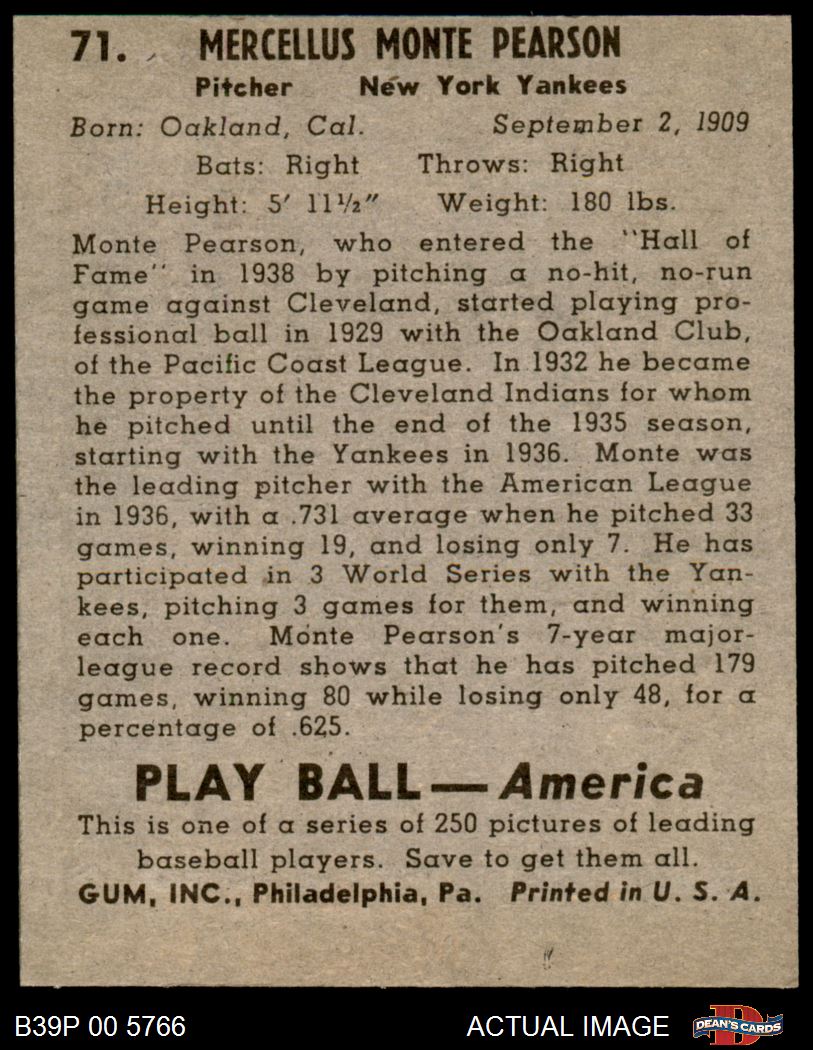 71. MERCELLUS MONTE PEARSON
Pitcher New York Yankees
Born: Oakland, Cal. September 2, 1909
Bats: Right Throws: Right
Height: 5′ 11½″ Weight: 180 lbs.
Monte Pearson, who entered the "Hall of
Fame" in 1938 by pitching a no-hit, no-run
game against Cleveland, started playing pro-
fessional ball in 1929 with the Oakland Club,
of the Pacific Coast League. In 1932 he became
the property of the Cleveland Indians for whom
he pitched until the end of the 1935 season,
starting with the Yankees in 1936. Monte was
the leading pitcher with the American League
in 1936, with a .731 average when he pitched 33
games, winning 19, and losing only 7. He has
participated in 3 World Series with the Yan-
kees, pitching 3 games for them, and winning
each one. Monte Pearson's 7-year major-
league record shows that he has pitched 179
games, winning 80 while losing only 48, for a
percentage of .625.
PLAY BALL—America
This is one of a series of 250 pictures of leading
baseball players. Save to get them all.
GUM, INC., Philadelphia, Pa. Printed in U. S. A.
B39P 00 5766 ACTUAL IMAGE DEAN'S CARDS